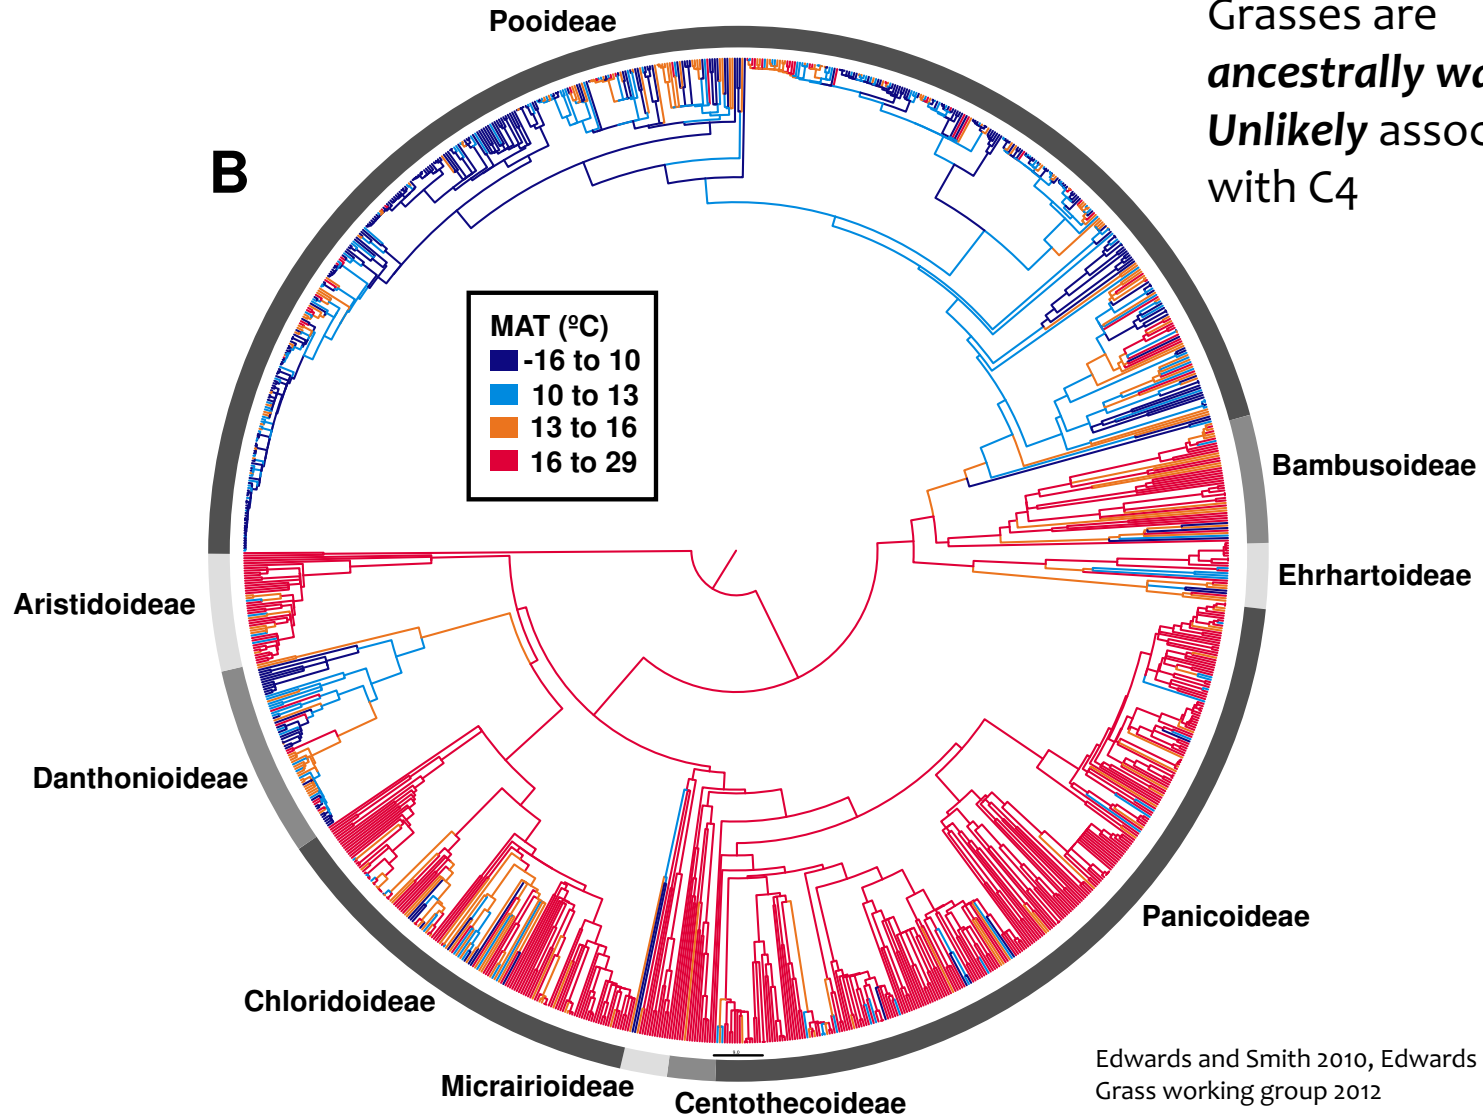 Pooideae
Grasses are
ancestrally
Unlikely
with C4
B
MAT (ºC)
-16 to 10
10 to 13
13 to 16
16 to 29
Bambusoideae
Ehrhartoideae
Aristidoideae
Danthonioideae
Panicoideae
Chloridoideae
Micrairioideae
Centothecoideae
Edwards and Smith 2010, Edwards
Grass working group 2012